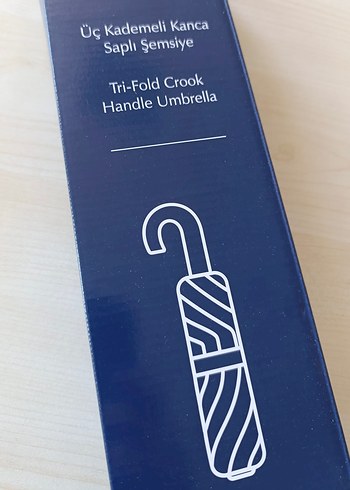 Üç Kademeli Kanca
Saplı Şemsiye
Tri-Fold Crook
Handle Umbrella